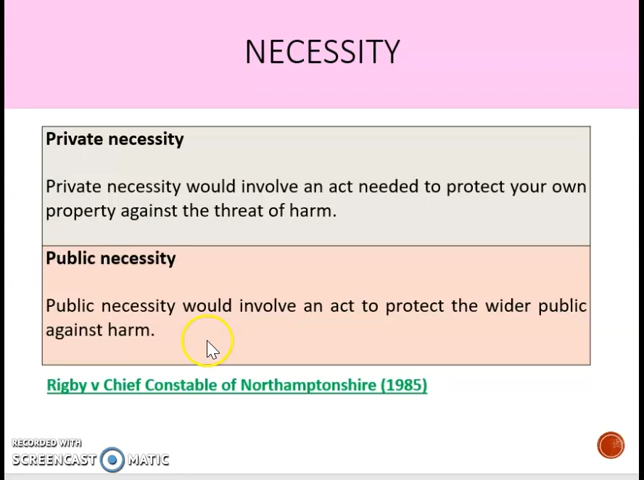 NECESSITY
Private necessity
Private necessity would involve an act needed to protect your own
property against the threat of harm.
Public necessity
Public necessity would involve an act to protect the wider public
against harm.
Rigby v Chief Constable of Northamptonshire (1985)
RECORDED WITH
SCREENCAST MATIC